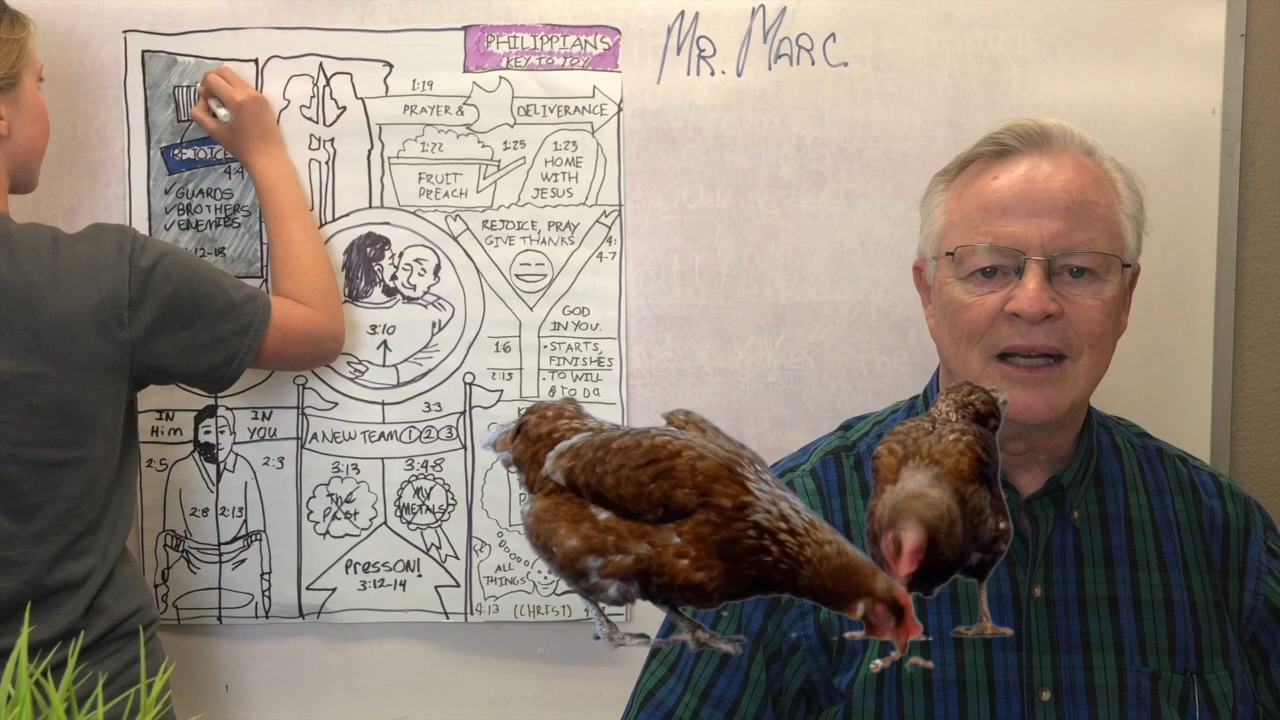 Mr. Marc
PHILIPPIANS
KEY TO JOY
REJOICE
4:4
✓GUARDS
✓BROTHERS
✓ENEMIES
12-18
1:19
PRAYER &
DELIVERANCE
1:22
1:25
1:23
FRUIT
PREACH
HOME
WITH
JESUS
REJOICE, PRAY
GIVE THANKS
4:
4-7
3:10
GOD
IN YOU.
1:6
•STARTS,
FINISHES
2:13
•TO WILL
& TO DO
IN
Him
IN
YOU
2:5
2:3
2:8
2:13
3:3
A NEW TEAM 1 2 3
3:13
3:4-8
The
Past
MY
METALS
PRESS ON!
3:12-14
ALL
THINGS
4:13
(CHRIST)